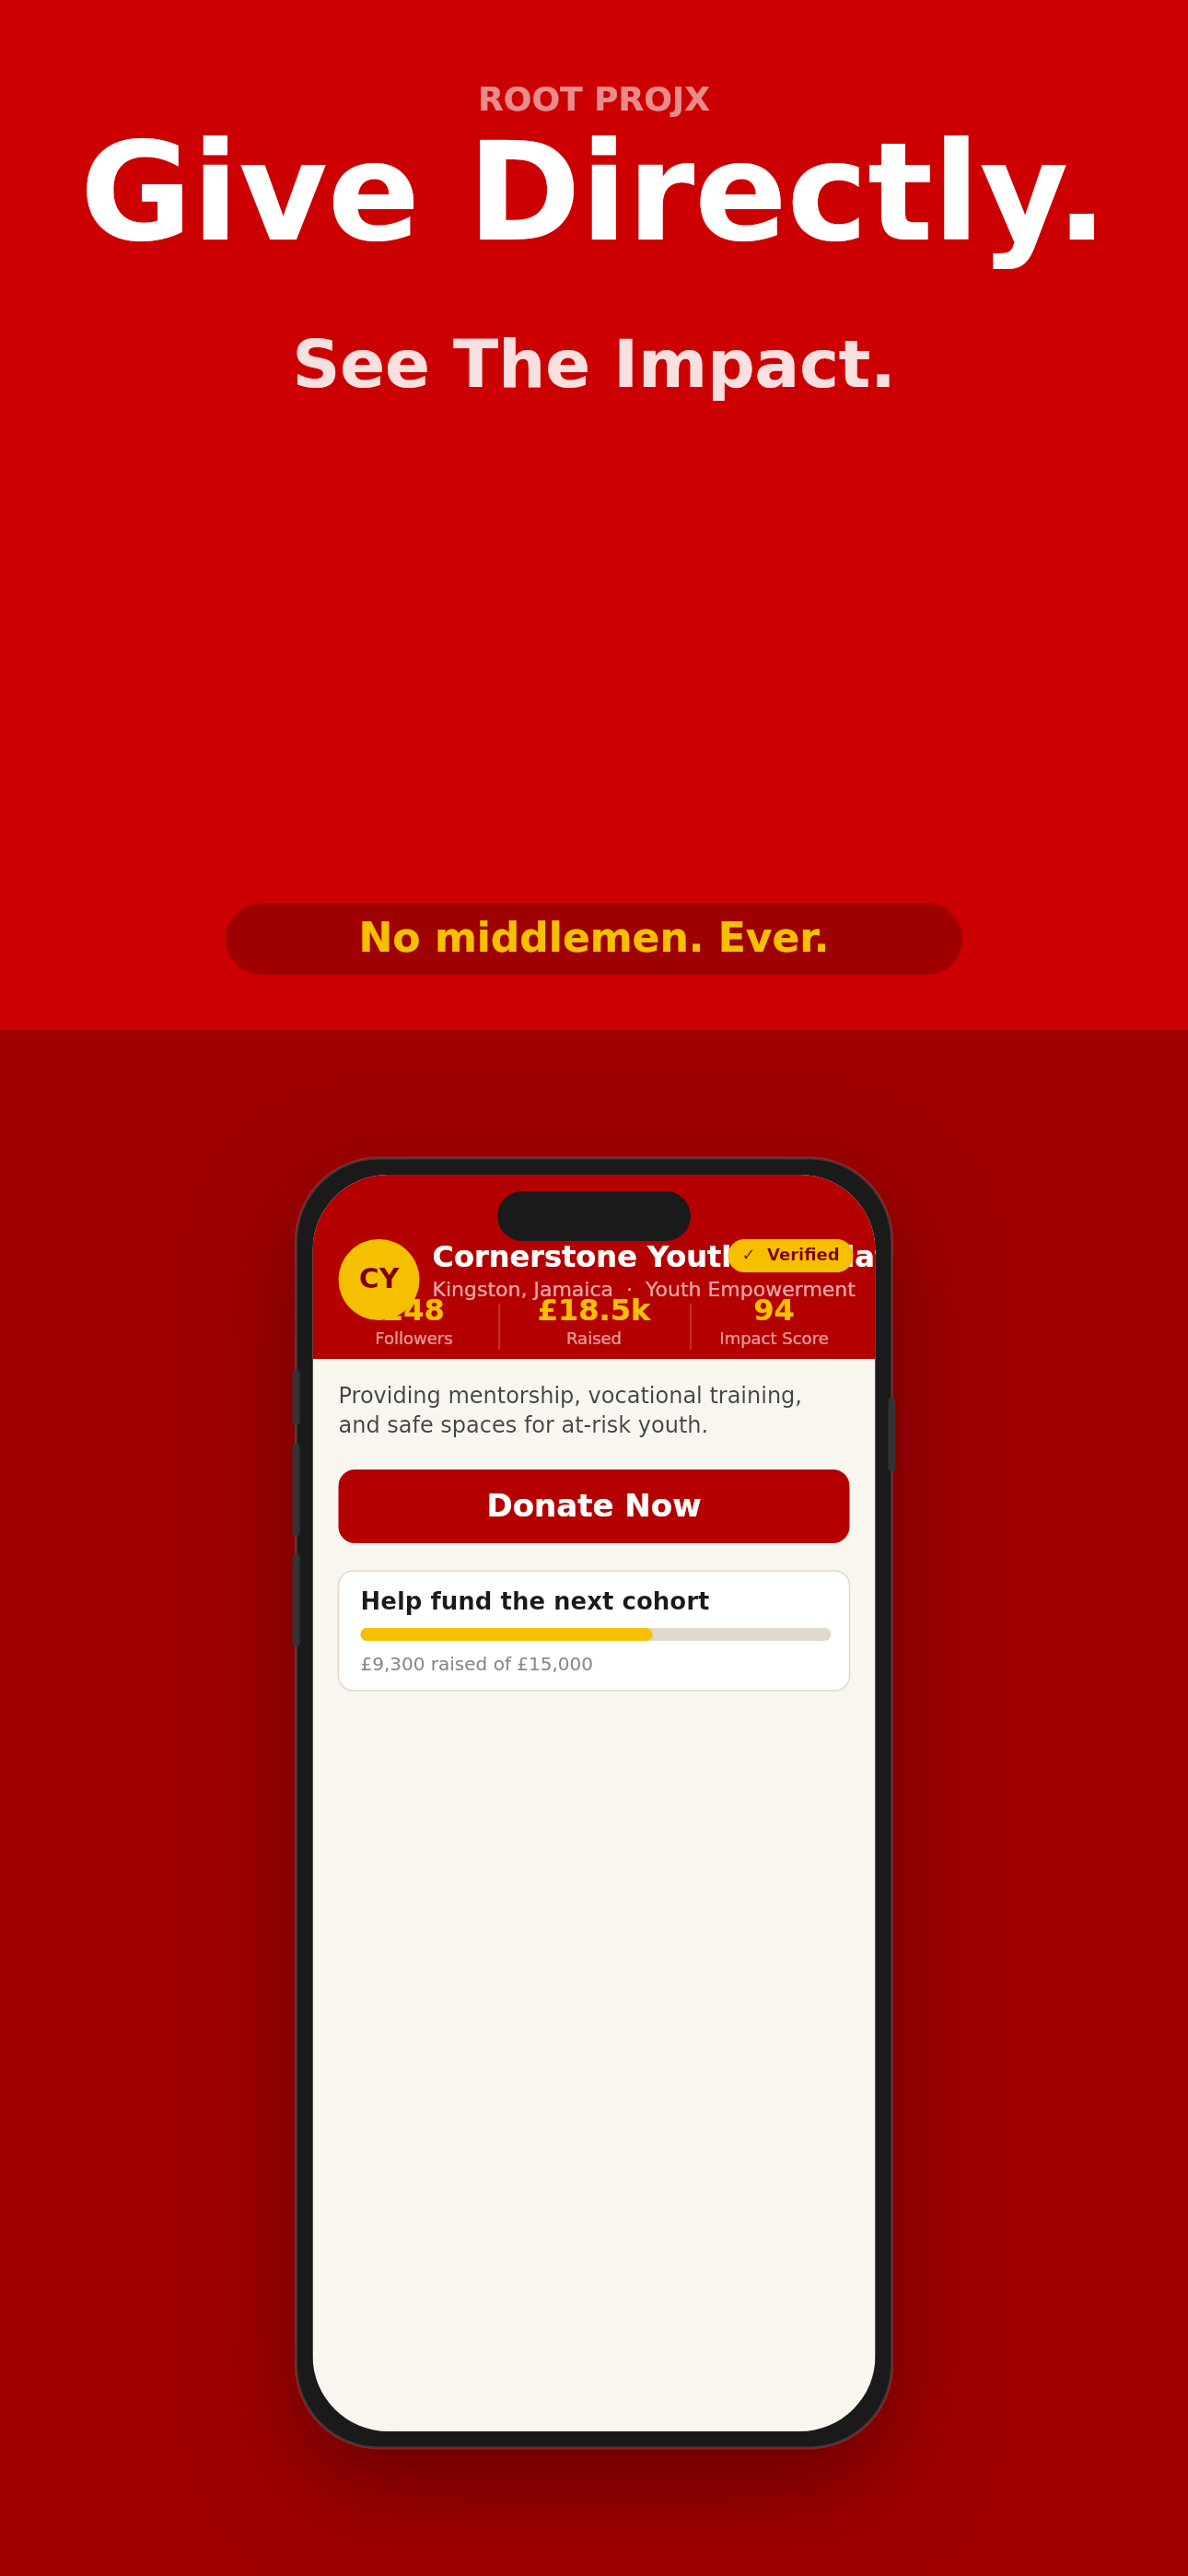 ROOT PROJX
Give Directly.
See The Impact.
No middlemen. Ever.
CY
Cornerstone
✓ Verified
Kingston, Jamaica · Youth Empowerment
48 £18.5k 94
Followers Raised Impact Score
Providing mentorship, vocational training,
and safe spaces for at-risk youth.
Donate Now
Help fund the next cohort
£9,300 raised of £15,000